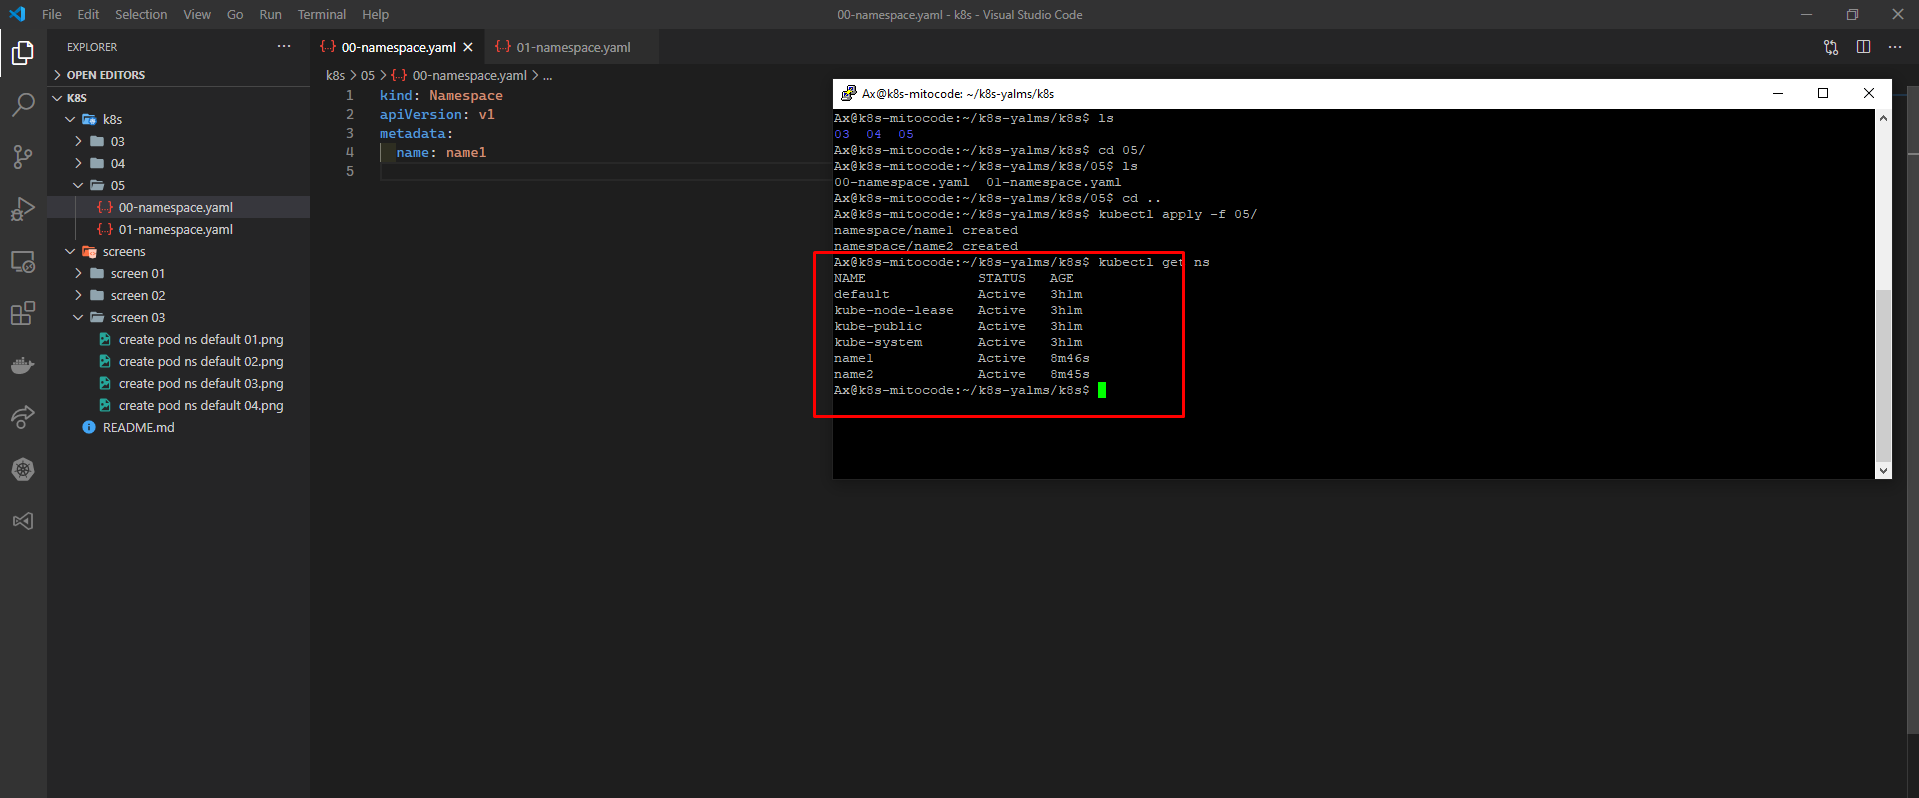 File Edit Selection View Go Run Terminal Help
00-namespace.yaml - k8s - Visual Studio Code
EXPLORER
OPEN EDITORS
K8S
k8s
03
04
05
00-namespace.yaml
01-namespace.yaml
screens
screen 01
screen 02
screen 03
create pod ns default 01.png
create pod ns default 02.png
create pod ns default 03.png
create pod ns default 04.png
README.md
00-namespace.yaml 01-namespace.yaml
k8s > 05 > 00-namespace.yaml > ...
1 kind: Namespace
2 apiVersion: v1
3 metadata:
4 name: name1
5
Ax@k8s-mitocode: ~/k8s-yalms/k8s
Ax@k8s-mitocode:~/k8s-yalms/k8s$ ls
03 04 05
Ax@k8s-mitocode:~/k8s-yalms/k8s$ cd 05/
Ax@k8s-mitocode:~/k8s-yalms/k8s/05$ ls
00-namespace.yaml 01-namespace.yaml
Ax@k8s-mitocode:~/k8s-yalms/k8s/05$ cd ..
Ax@k8s-mitocode:~/k8s-yalms/k8s$ kubectl apply -f 05/
namespace/name1 created
namespace/name2 created
Ax@k8s-mitocode:~/k8s-yalms/k8s$ kubectl get ns
NAME STATUS AGE
default Active 3h1m
kube-node-lease Active 3h1m
kube-public Active 3h1m
kube-system Active 3h1m
name1 Active 8m46s
name2 Active 8m45s
Ax@k8s-mitocode:~/k8s-yalms/k8s$